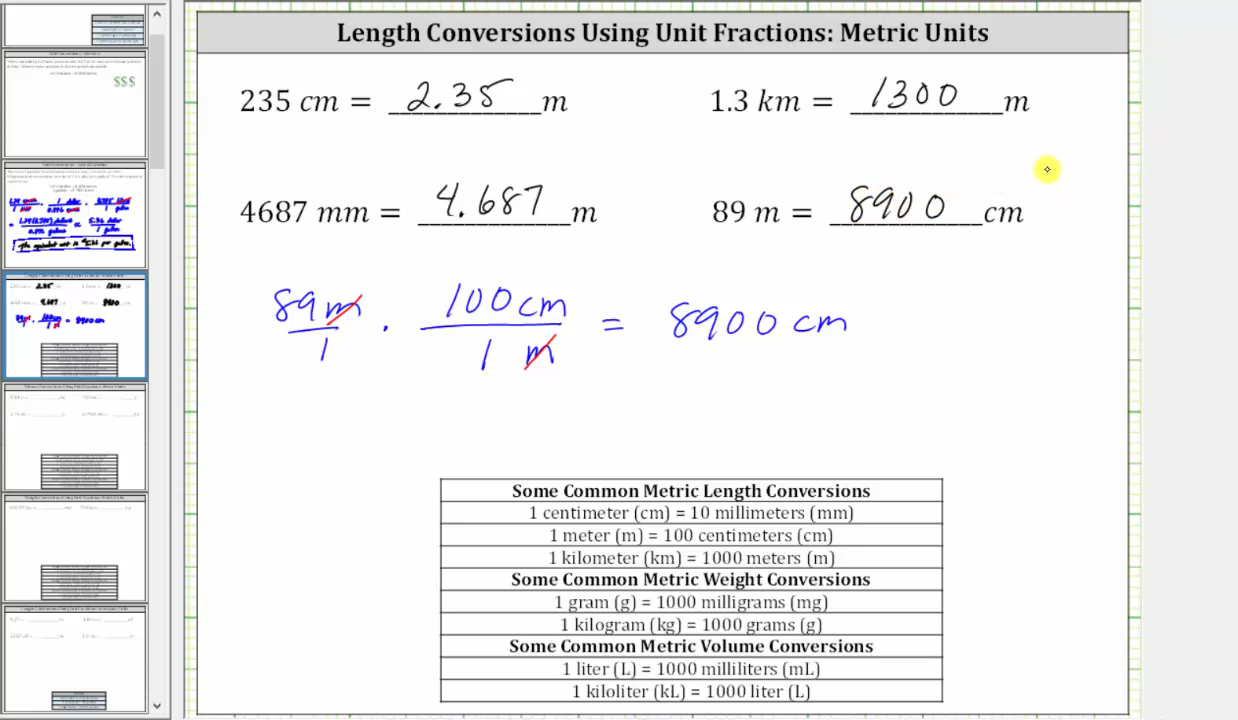 Length Conversions Using Unit Fractions: Metric Units
235 cm = 2.35 m
1.3 km = 1300 m
4687 mm = 4.687 m
89 m = 8900 cm
89m/1 · 100cm/1 m = 8900 cm
Some Common Metric Length Conversions
1 centimeter (cm) = 10 millimeters (mm)
1 meter (m) = 100 centimeters (cm)
1 kilometer (km) = 1000 meters (m)
Some Common Metric Weight Conversions
1 gram (g) = 1000 milligrams (mg)
1 kilogram (kg) = 1000 grams (g)
Some Common Metric Volume Conversions
1 liter (L) = 1000 milliliters (mL)
1 kiloliter (kL) = 1000 liter (L)
$$$